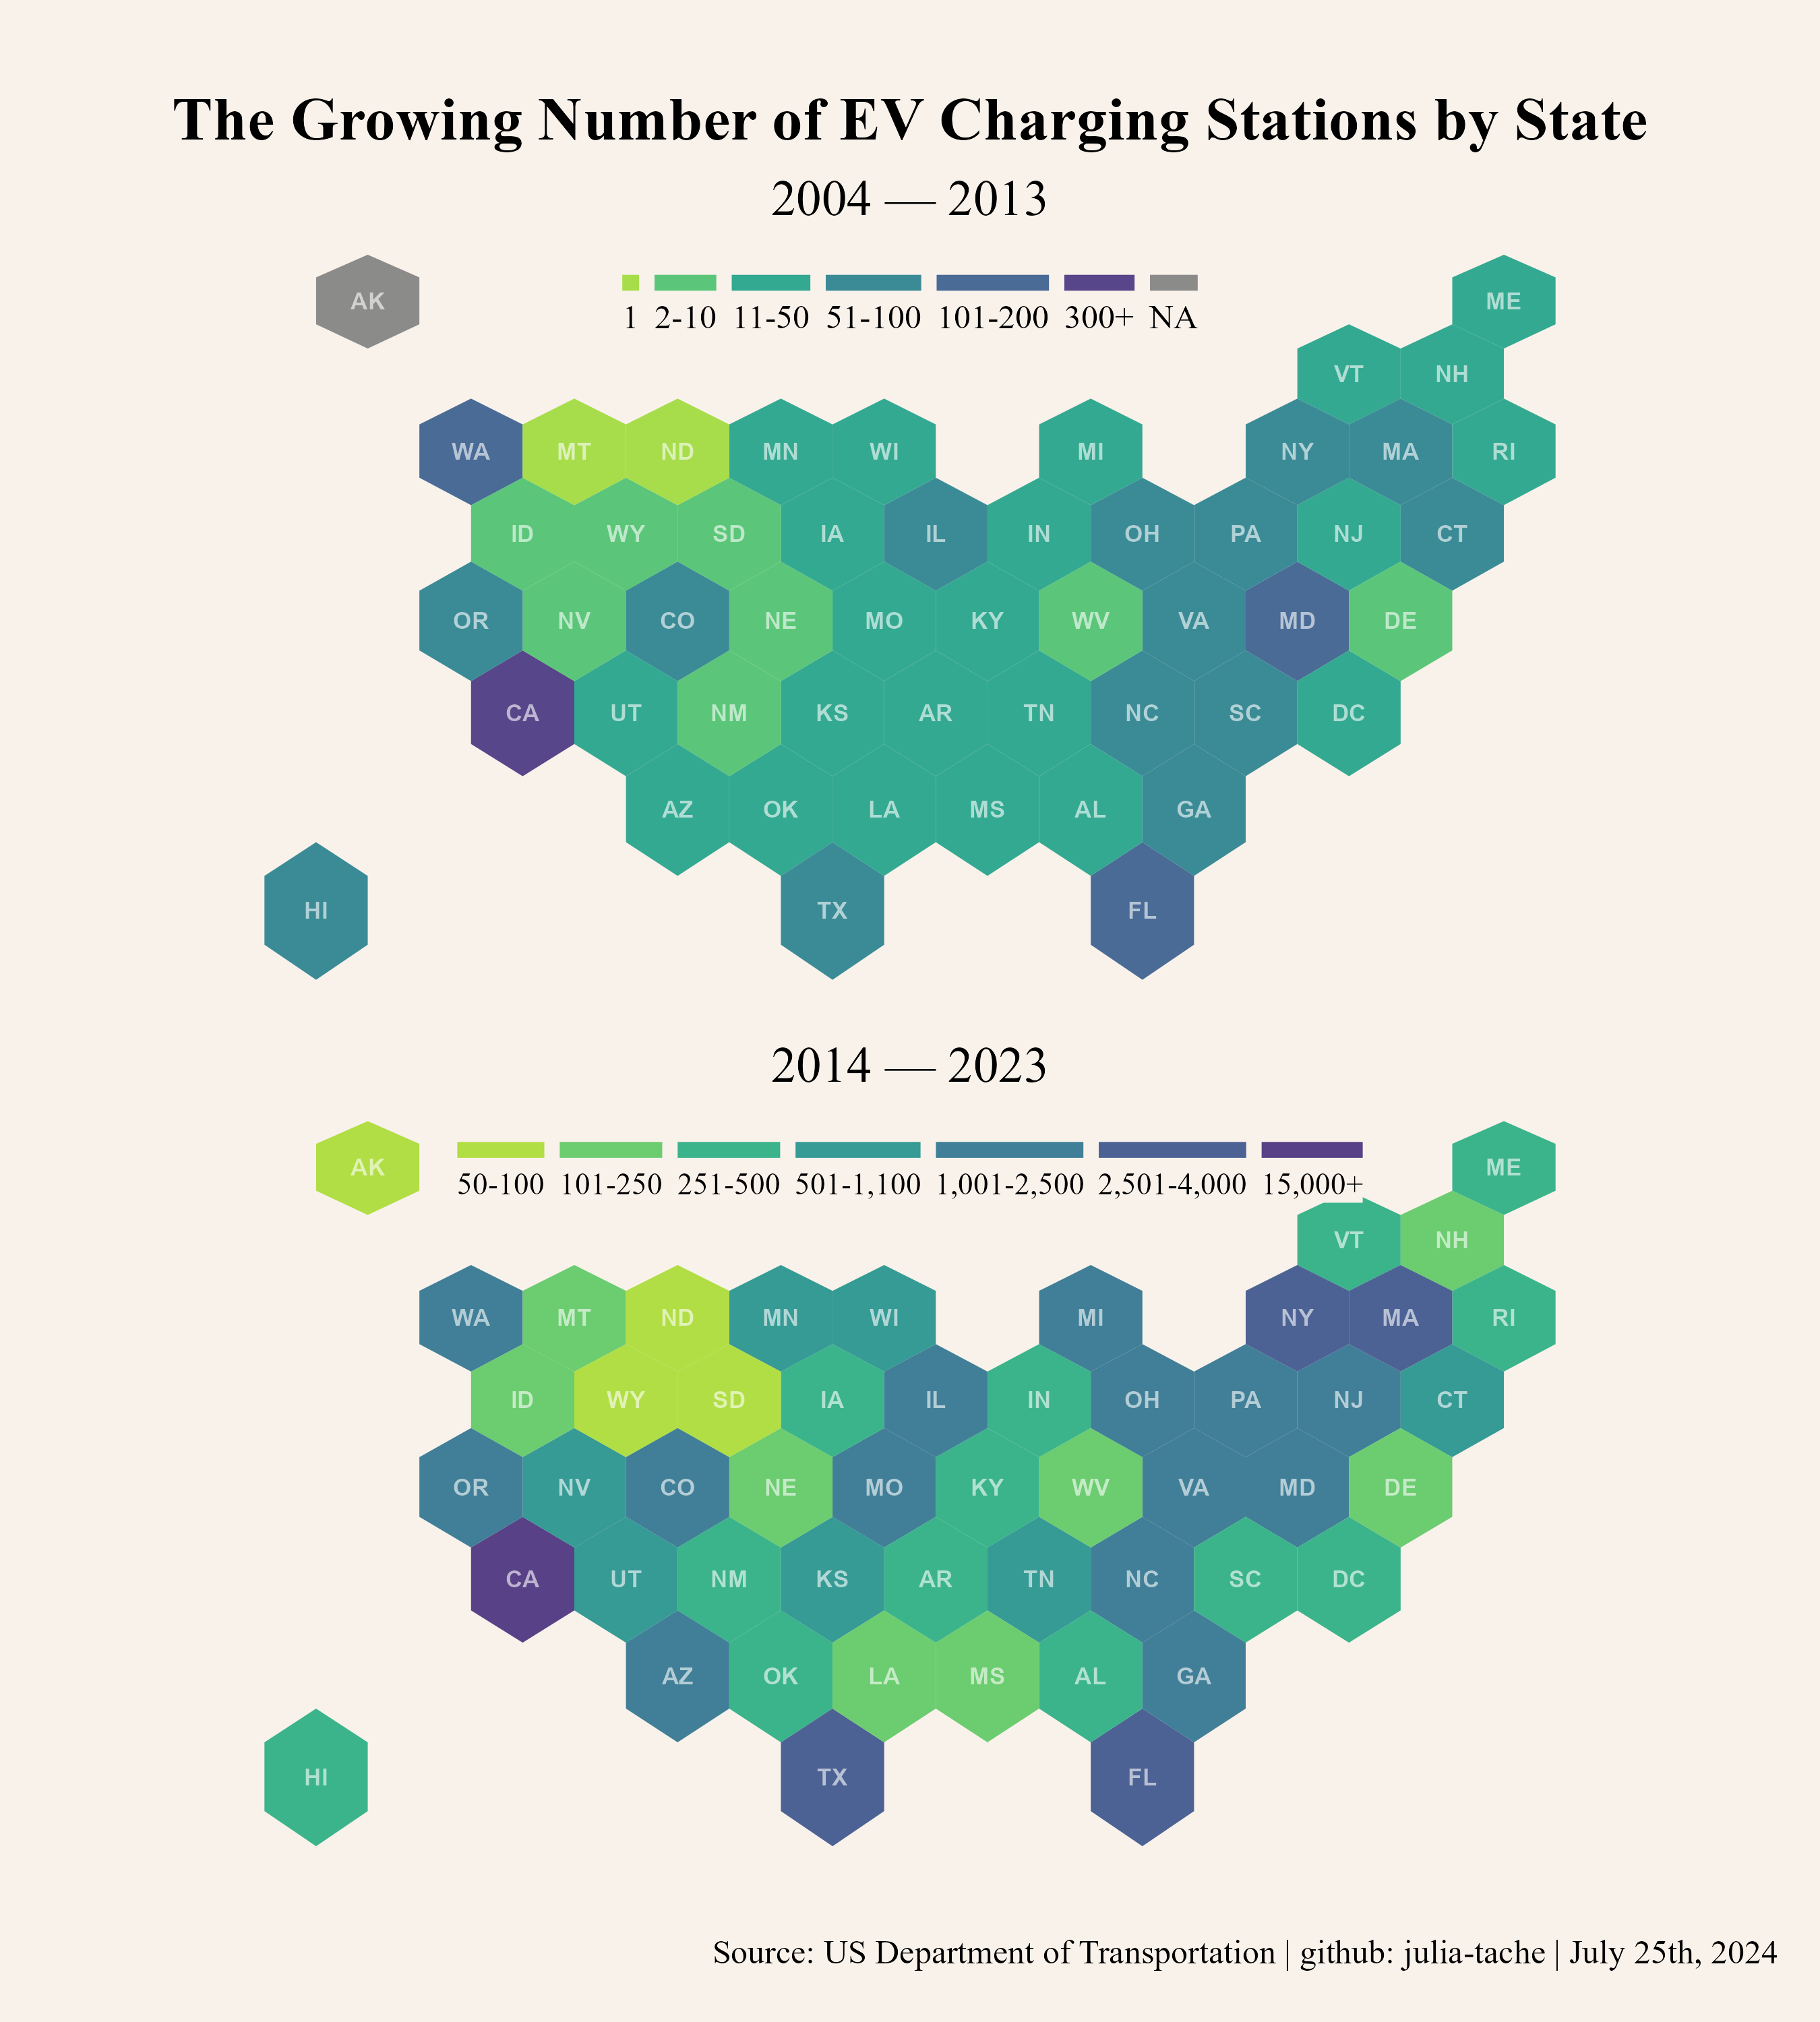 The Growing Number of EV Charging Stations by State
2004 — 2013
1 2-10 11-50 51-100 101-200 300+ NA
AK ME
VT NH
WA MT ND MN WI MI NY MA RI
ID WY SD IA IL IN OH PA NJ CT
OR NV CO NE MO KY WV VA MD DE
CA UT NM KS AR TN NC SC DC
AZ OK LA MS AL GA
HI TX FL
2014 — 2023
50-100 101-250 251-500 501-1,100 1,001-2,500 2,501-4,000 15,000+
AK ME
VT NH
WA MT ND MN WI MI NY MA RI
ID WY SD IA IL IN OH PA NJ CT
OR NV CO NE MO KY WV VA MD DE
CA UT NM KS AR TN NC SC DC
AZ OK LA MS AL GA
HI TX FL
Source: US Department of Transportation | github: julia-tache | July 25th, 2024